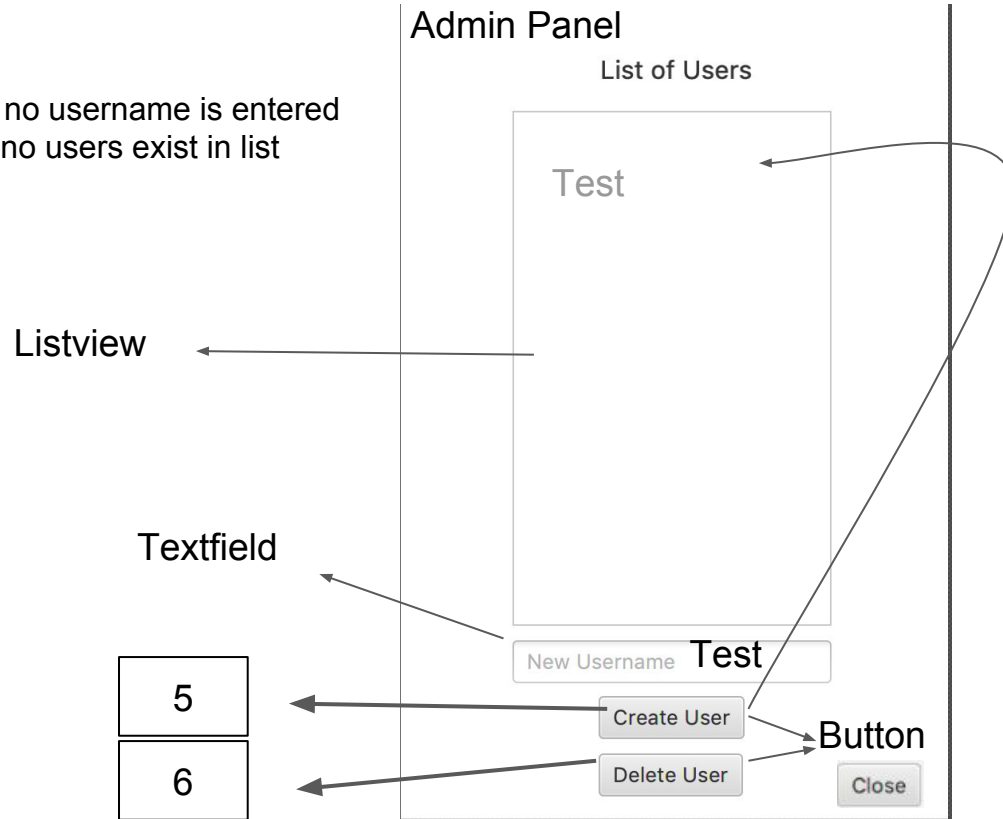 Admin Panel
List of Users
no username is entered
no users exist in list
Test
Listview
Textfield
New Username Test
5
Create User
Button
6
Delete User
Close